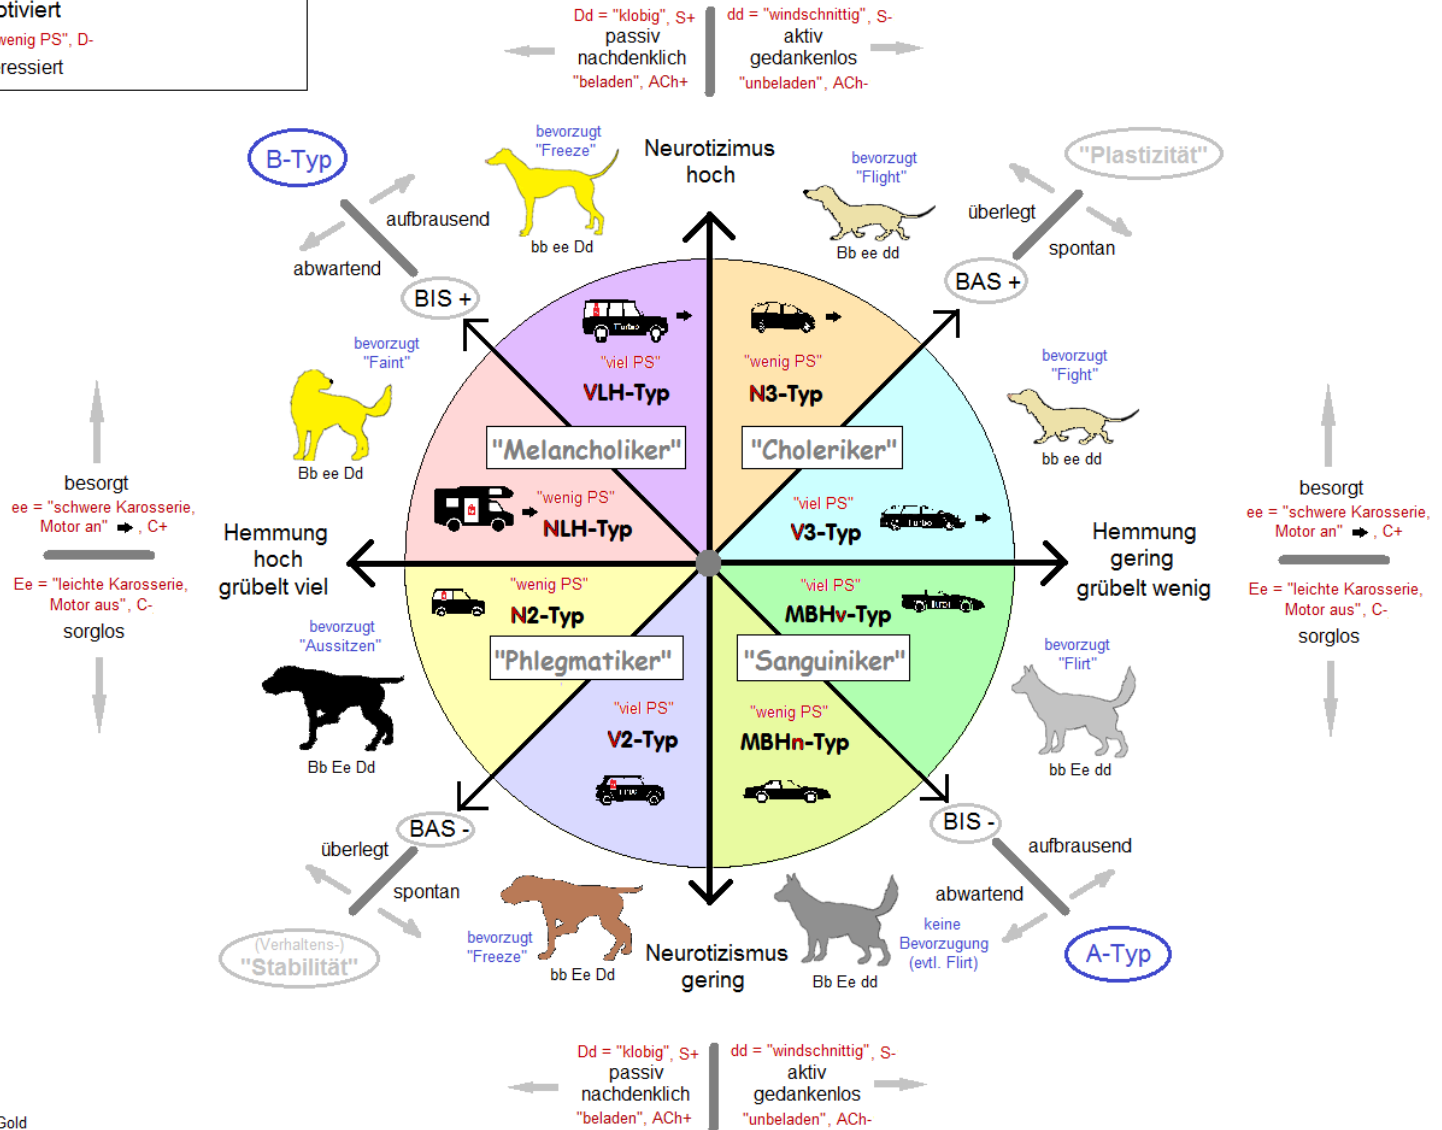 otiviert
wenig PS", D-
ressiert
Dd = "klobig", S+
passiv
nachdenklich
"beladen", ACh+
dd = "windschnittig", S-
aktiv
gedankenlos
"unbeladen", ACh-
B-Typ
bevorzugt
"Freeze"
Neurotizimus
hoch
bevorzugt
"Flight"
"Plastizität"
aufbrausend
abwartend
bb ee Dd
Bb ee dd
überlegt
spontan
BIS +
BAS +
bevorzugt
"Faint"
"viel PS"
VLH-Typ
"wenig PS"
N3-Typ
bevorzugt
"Fight"
Turbo
"Melancholiker"
"Choleriker"
Bb ee Dd
bb ee dd
besorgt
ee = "schwere Karosserie,
Motor an" , C+
Ee = "leichte Karosserie,
Motor aus", C-
sorglos
Hemmung
hoch
grübelt viel
"wenig PS"
NLH-Typ
"viel PS"
V3-Typ
Turbo
Hemmung
gering
grübelt wenig
besorgt
ee = "schwere Karosserie,
Motor an" , C+
Ee = "leichte Karosserie,
Motor aus", C-
sorglos
"wenig PS"
N2-Typ
"viel PS"
MBHv-Typ
bevorzugt
"Aussitzen"
"Phlegmatiker"
"Sanguiniker"
bevorzugt
"Flirt"
"viel PS"
V2-Typ
"wenig PS"
MBHn-Typ
Bb Ee Dd
bb Ee dd
BAS -
BIS -
überlegt
spontan
aufbrausend
abwartend
(Verhaltens-)
"Stabilität"
bevorzugt
"Freeze"
bb Ee Dd
Neurotizismus
gering
Bb Ee dd
keine
Bevorzugung
(evtl. Flirt)
A-Typ
Dd = "klobig", S+
passiv
nachdenklich
"beladen", ACh+
dd = "windschnittig", S-
aktiv
gedankenlos
"unbeladen", ACh-
Gold